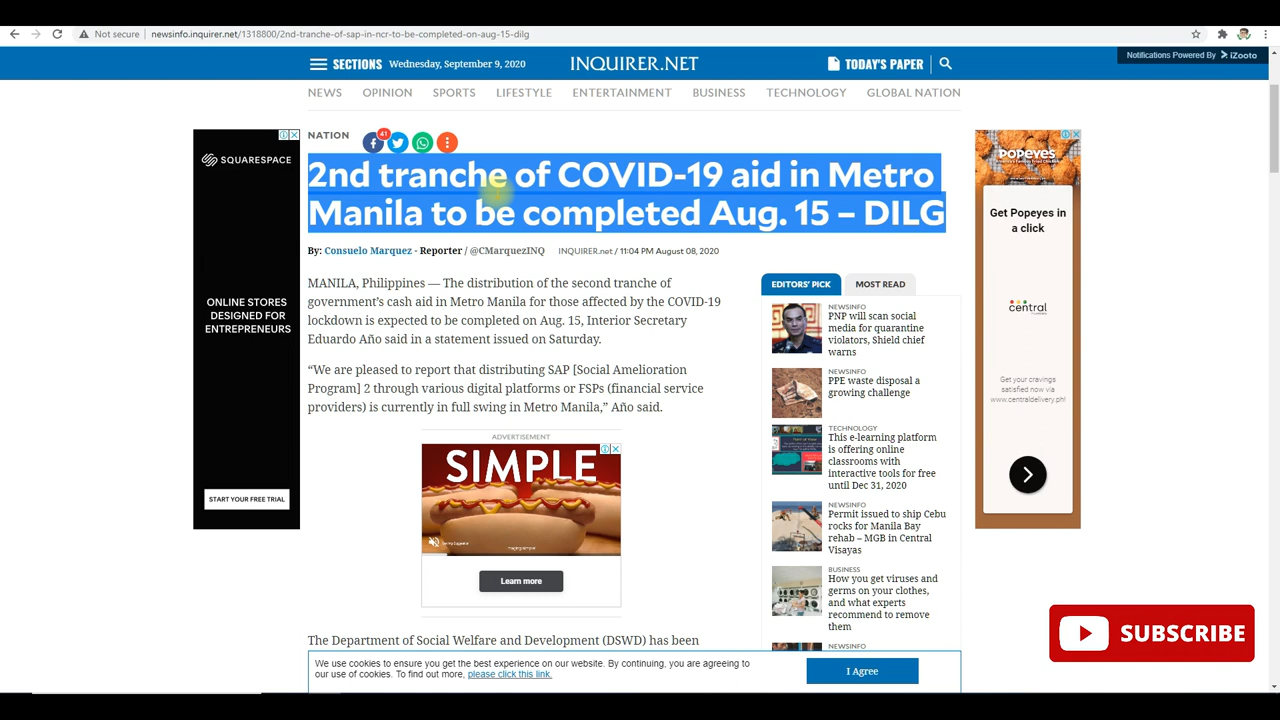 Not secure newsinfo.inquirer.net/1318800/2nd-tranche-of-sap-in-ncr-to-be-completed-on-aug-15-dilg
Notifications Powered By iZooto
SECTIONS Wednesday, September 9, 2020 INQUIRER.NET TODAY'S PAPER
NEWS OPINION SPORTS LIFESTYLE ENTERTAINMENT BUSINESS TECHNOLOGY GLOBAL NATION
NATION
41
2nd tranche of COVID-19 aid in Metro
Manila to be completed Aug. 15 – DILG
By: Consuelo Marquez - Reporter / @CMarquezINQ INQUIRER.net / 11:04 PM August 08, 2020
MANILA, Philippines — The distribution of the second tranche of
government's cash aid in Metro Manila for those affected by the COVID-19
lockdown is expected to be completed on Aug. 15, Interior Secretary
Eduardo Año said in a statement issued on Saturday.
“We are pleased to report that distributing SAP [Social Amelioration
Program] 2 through various digital platforms or FSPs (financial service
providers) is currently in full swing in Metro Manila,” Año said.
ADVERTISEMENT
SIMPLE
Learn more
The Department of Social Welfare and Development (DSWD) has been
EDITORS' PICK MOST READ
NEWSINFO
PNP will scan social
media for quarantine
violators, Shield chief
warns
NEWSINFO
PPE waste disposal a
growing challenge
TECHNOLOGY
This e-learning platform
is offering online
classrooms with
interactive tools for free
until Dec 31, 2020
NEWSINFO
Permit issued to ship Cebu
rocks for Manila Bay
rehab – MGB in Central
Visayas
BUSINESS
How you get viruses and
germs on your clothes,
and what experts
recommend to remove
them
NEWSINFO
SQUARESPACE
ONLINE STORES
DESIGNED FOR
ENTREPRENEURS
START YOUR FREE TRIAL
POPEYES
Get Popeyes in
a click
central
Get your cravings
satisfied now via
www.centraldelivery.ph!
SUBSCRIBE
We use cookies to ensure you get the best experience on our website. By continuing, you are agreeing to
our use of cookies. To find out more, please click this link.
I Agree